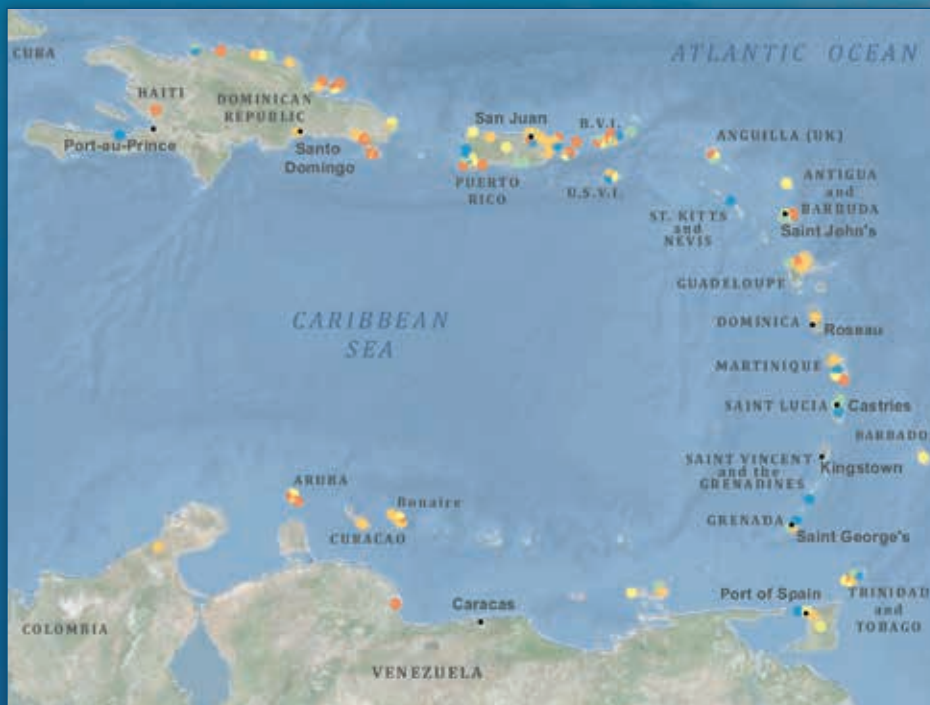 CUBA
ATLANTIC OCEAN
HAITI
DOMINICAN
REPUBLIC
San Juan
B.V.I.
Port-au-Prince
Santo
Domingo
ANGUILLA (UK)
PUERTO
RICO
U.S.V.I.
ANTIGUA
and
BARBUDA
ST. KITTS
and
NEVIS
Saint John's
GUADELOUPE
CARIBBEAN
SEA
DOMINICA
Roseau
MARTINIQUE
SAINT LUCIA
Castries
BARBADO
SAINT VINCENT
and the
GRENADINES
Kingstown
ARUBA
Bonaire
CURACAO
GRENADA
Saint George's
Port of Spain
TRINIDAD
and
TOBAGO
Caracas
COLOMBIA
VENEZUELA